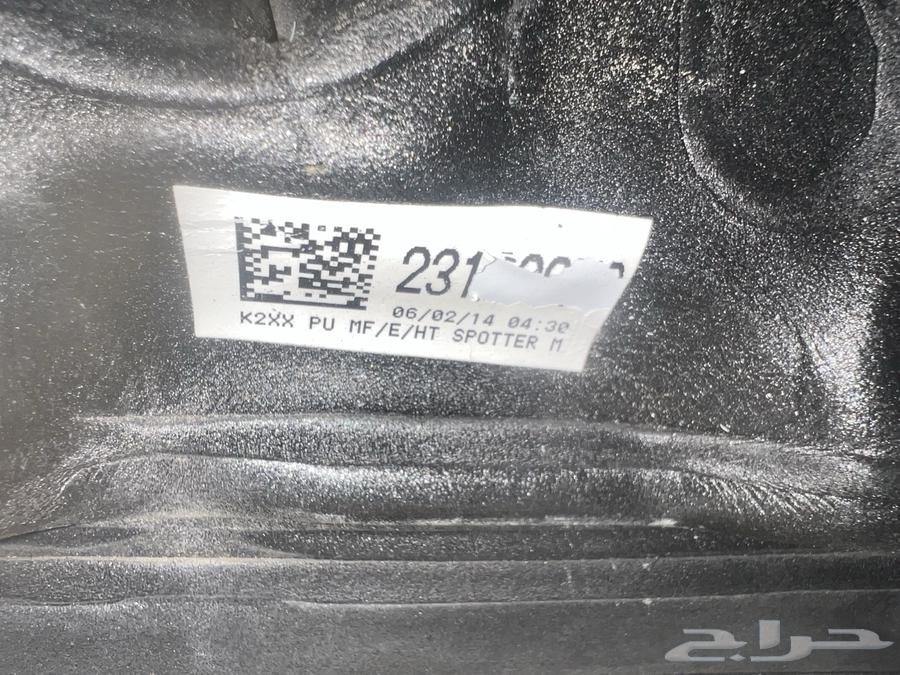 231
06/02/14 04:30
K2XX PU MF/E/HT SPOTTER M
حراج